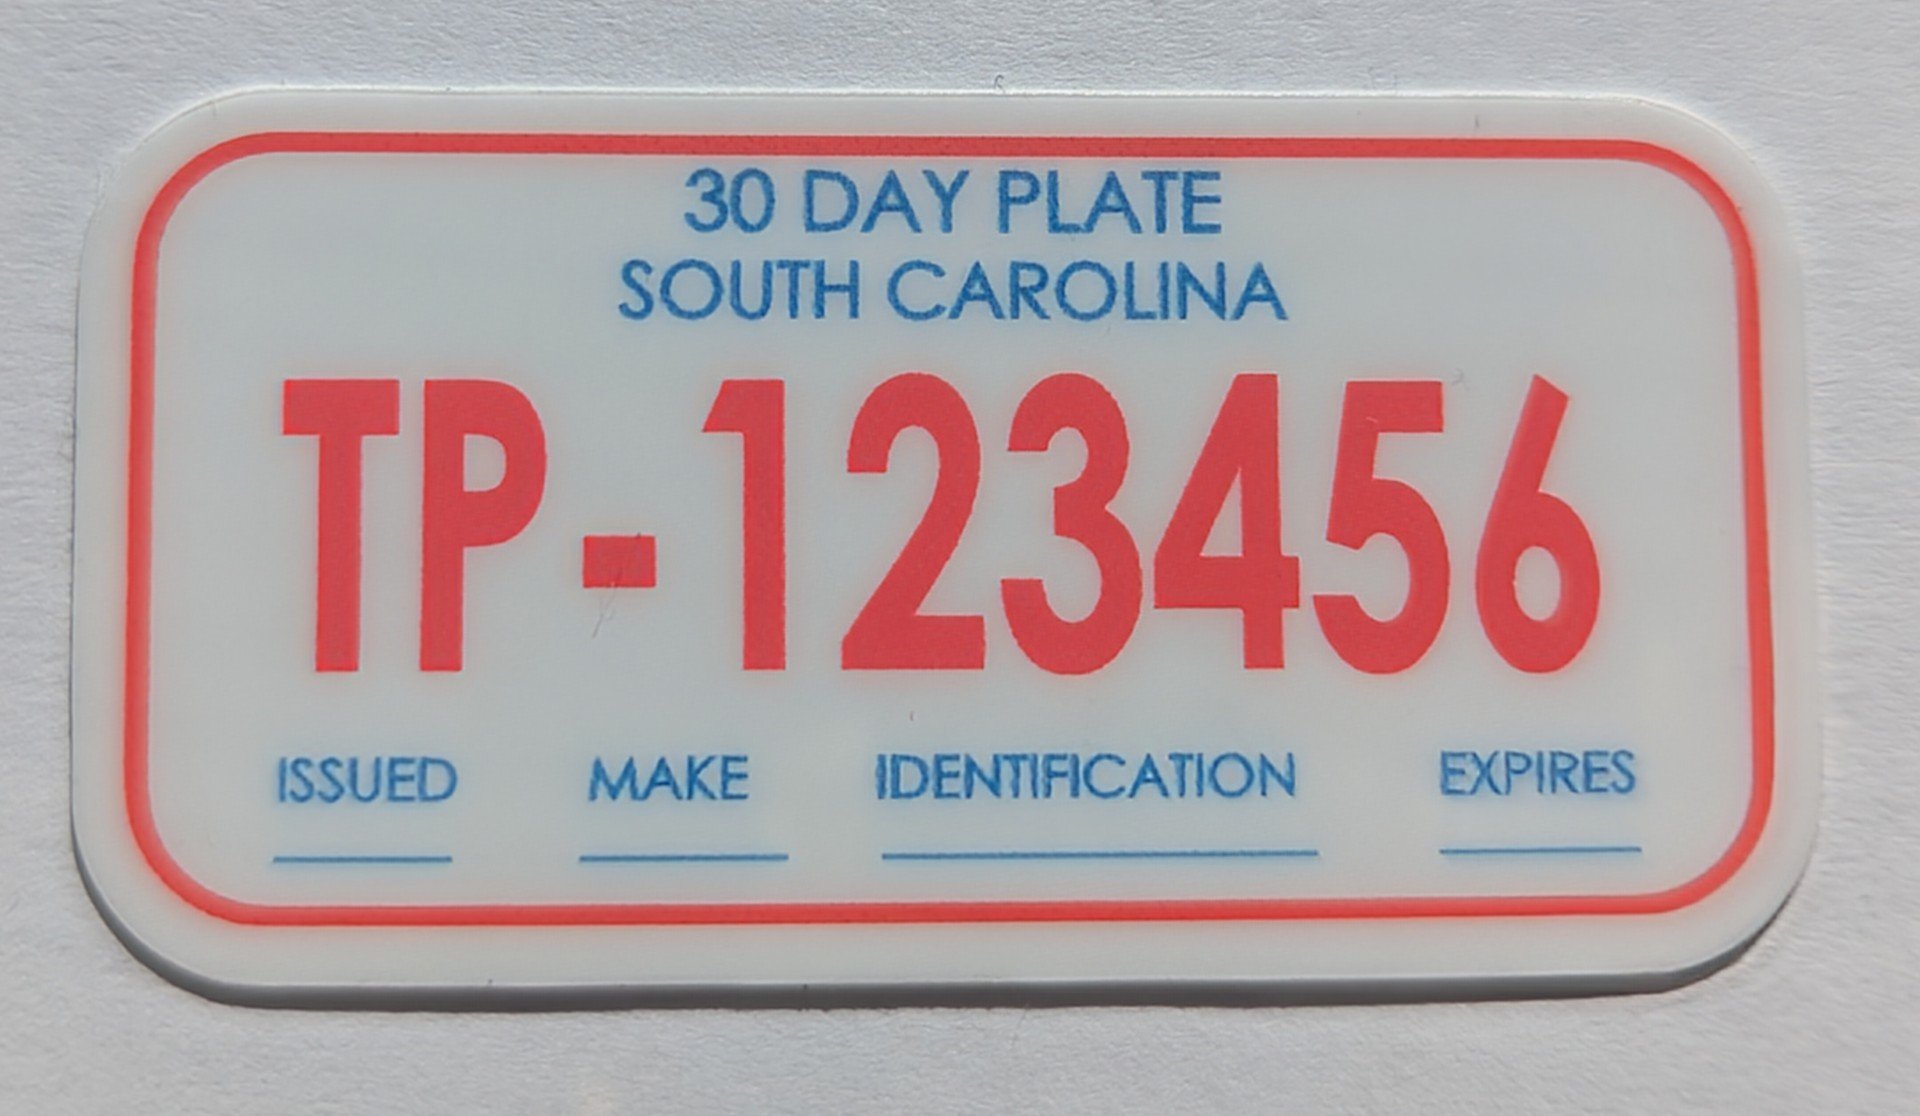 30 DAY PLATE
SOUTH CAROLINA
TP-123456
ISSUED MAKE IDENTIFICATION EXPIRES